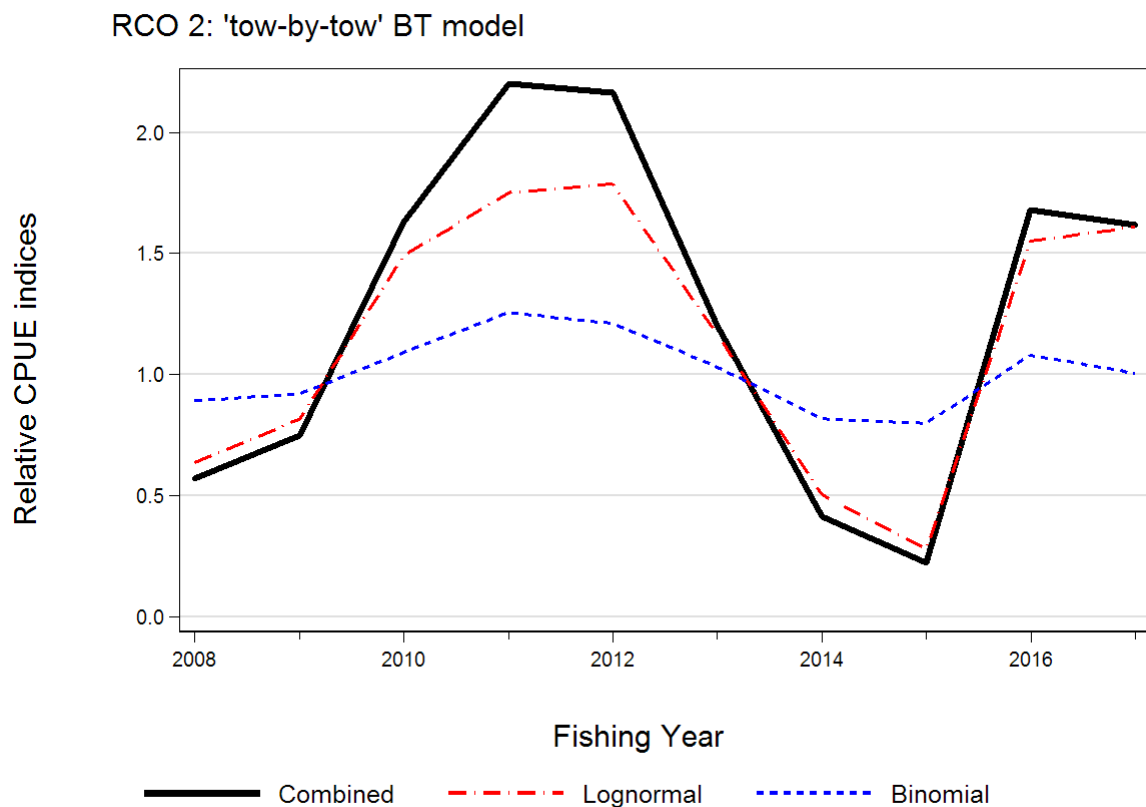 RCO 2: 'tow-by-tow' BT model
Relative CPUE indices
2.0
1.5
1.0
0.5
0.0
2008 2010 2012 2014 2016
Fishing Year
Combined Lognormal Binomial